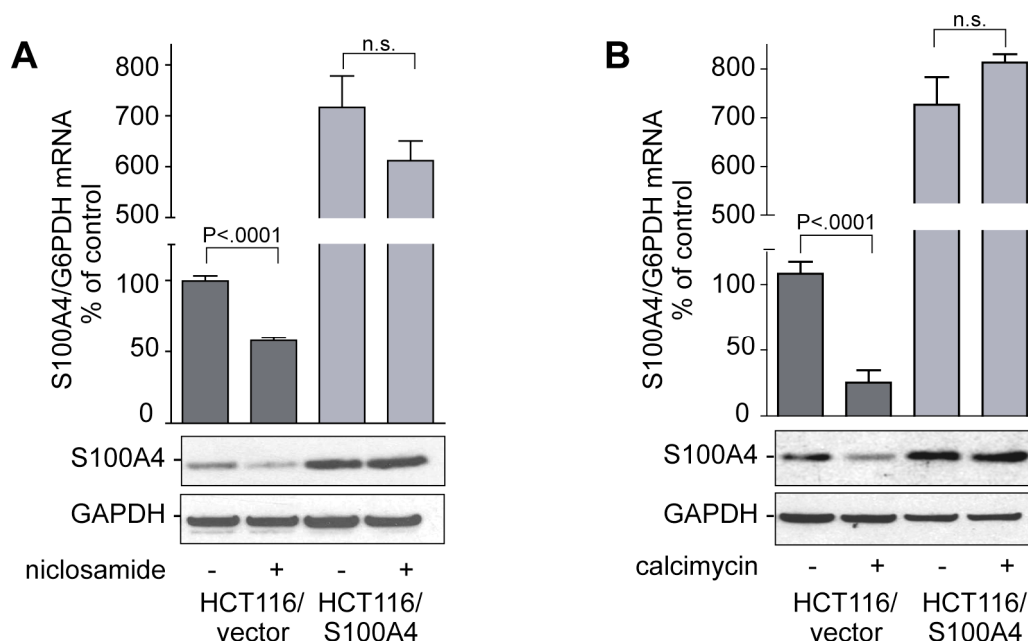 A
S100A4/G6PDH mRNA
% of control
800
700
600
500
100
50
0
P<.0001
n.s.
S100A4
GAPDH
niclosamide - + - +
HCT116/ HCT116/
vector S100A4
B
S100A4/G6PDH mRNA
% of control
800
700
600
500
100
50
0
P<.0001
n.s.
S100A4
GAPDH
calcimycin - + - +
HCT116/ HCT116/
vector S100A4